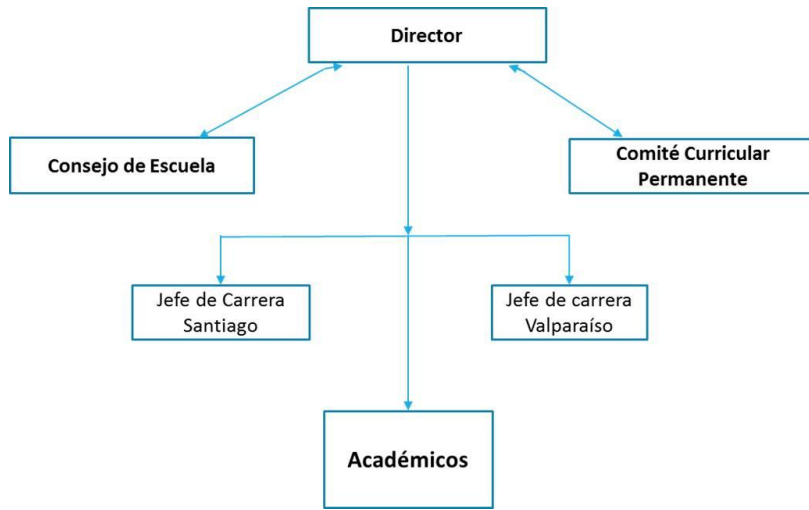 Director
Consejo de Escuela
Comité Curricular
Permanente
Jefe de Carrera
Santiago
Jefe de carrera
Valparaíso
Académicos